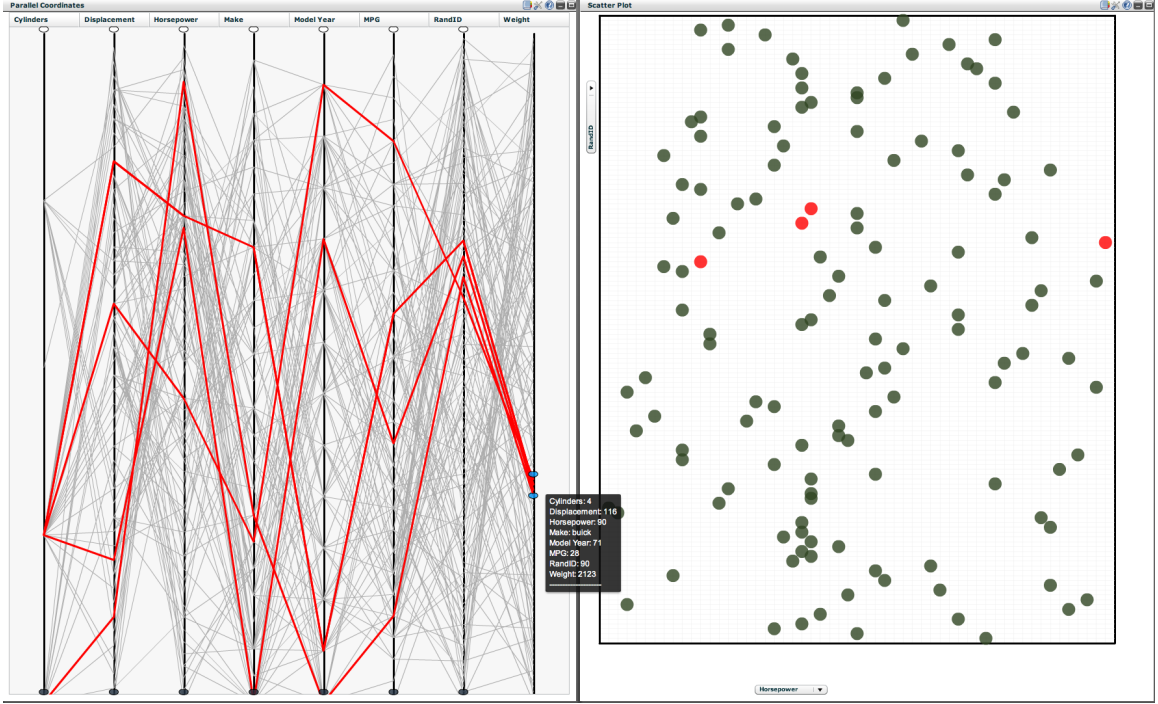 Parallel Coordinates
Cylinders Displacement Horsepower Make Model Year MPG RandID Weight
Cylinders: 4
Displacement: 116
Horsepower: 90
Make: buick
Model Year: 71
MPG: 28
RandID: 90
Weight: 2123
Scatter Plot
RandID
Horsepower